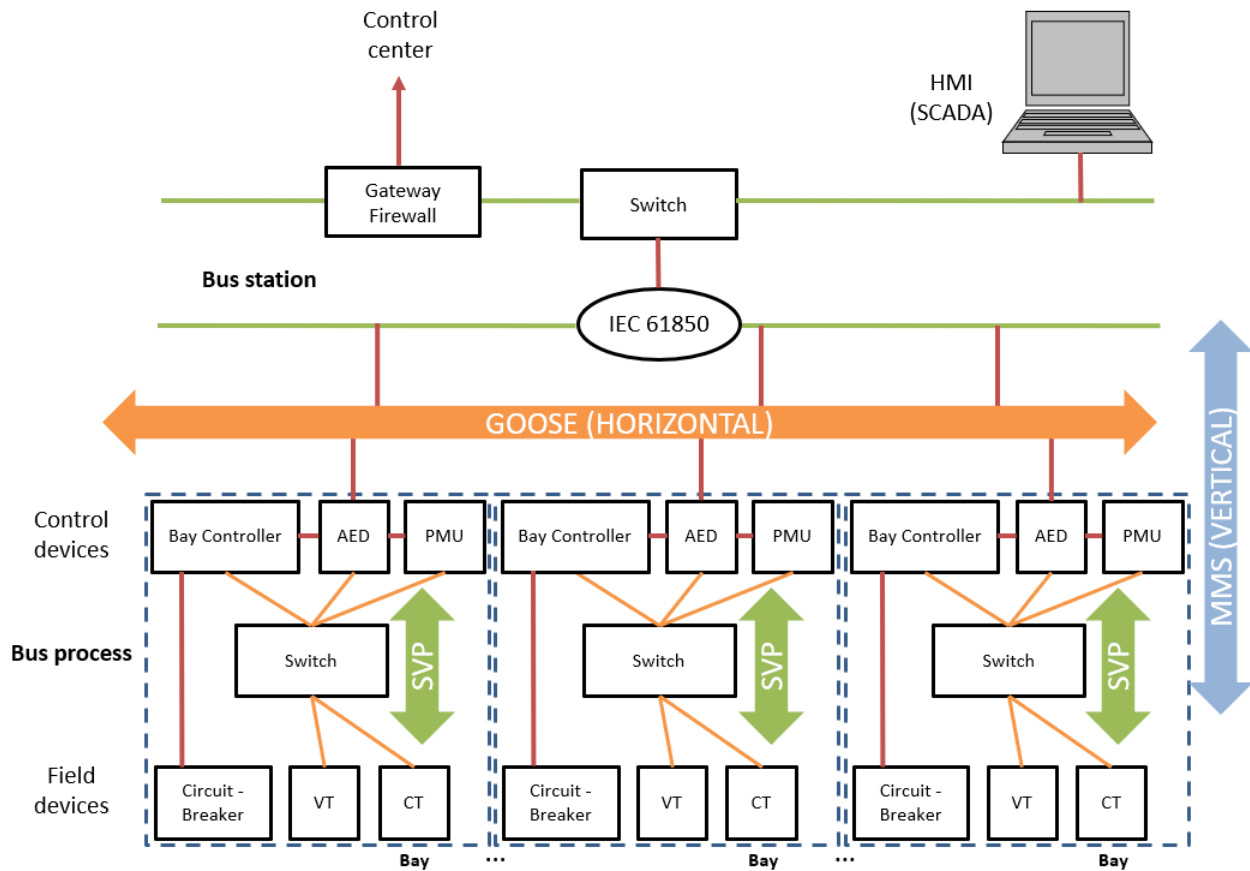 Control
center
HMI
(SCADA)
Gateway
Firewall
Switch
Bus station
IEC 61850
GOOSE (HORIZONTAL)
MMS (VERTICAL)
Control
devices
Bay Controller
AED
PMU
Bay Controller
AED
PMU
Bay Controller
AED
PMU
Bus process
Switch
SVP
Switch
SVP
Switch
SVP
Field
devices
Circuit -
Breaker
VT
CT
Circuit -
Breaker
VT
CT
Circuit -
Breaker
VT
CT
Bay
...
Bay
...
Bay